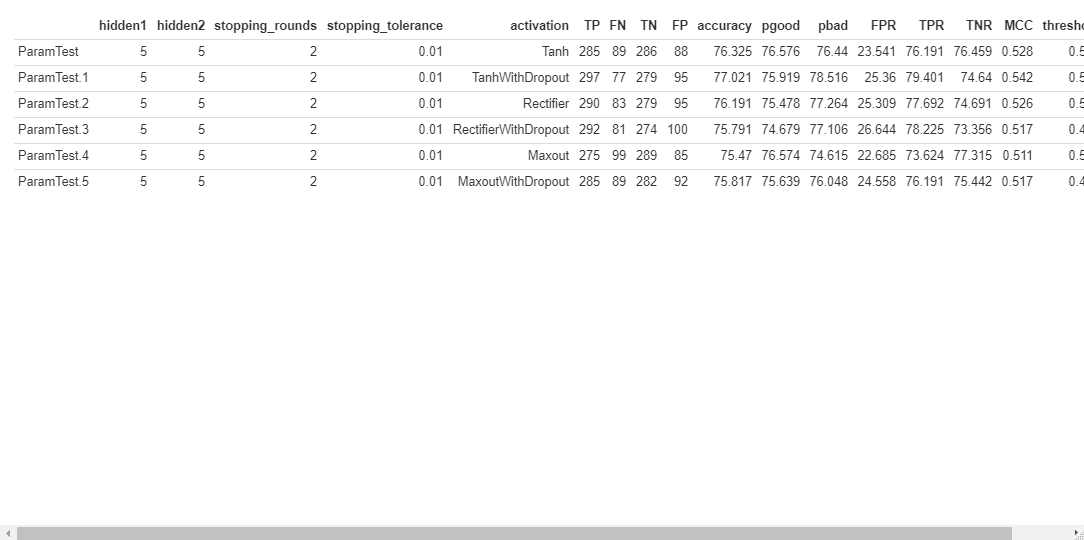 hidden1 hidden2 stopping_rounds stopping_tolerance activation TP FN TN FP accuracy pgood pbad FPR TPR TNR MCC
ParamTest 5 5 2 0.01 Tanh 285 89 286 88 76.325 76.576 76.44 23.541 76.191 76.459 0.528 0.5
ParamTest.1 5 5 2 0.01 TanhWithDropout 297 77 279 95 77.021 75.919 78.516 25.36 79.401 74.64 0.542 0.5
ParamTest.2 5 5 2 0.01 Rectifier 290 83 279 95 76.191 75.478 77.264 25.309 77.692 74.691 0.526 0.5
ParamTest.3 5 5 2 0.01 RectifierWithDropout 292 81 274 100 75.791 74.679 77.106 26.644 78.225 73.356 0.517 0.4
ParamTest.4 5 5 2 0.01 Maxout 275 99 289 85 75.47 76.574 74.615 22.685 73.624 77.315 0.511 0.5
ParamTest.5 5 5 2 0.01 MaxoutWithDropout 285 89 282 92 75.817 75.639 76.048 24.558 76.191 75.442 0.517 0.4